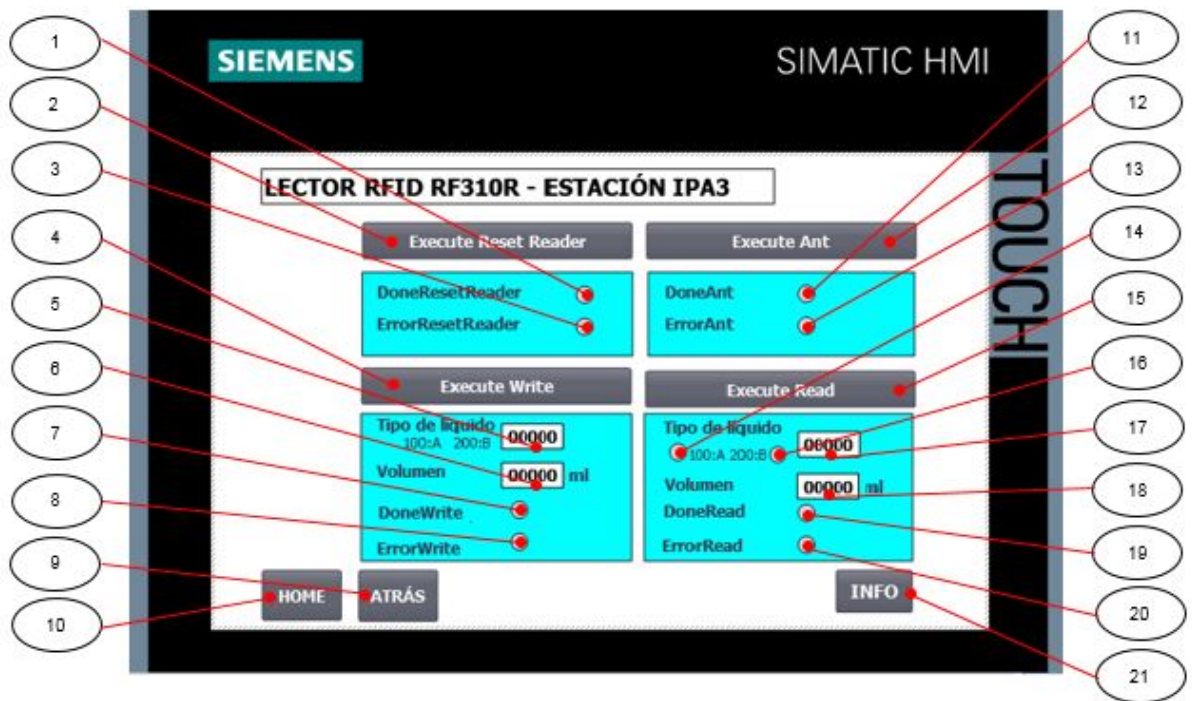 1
2
3
4
5
6
7
8
9
10
SIEMENS
SIMATIC HMI
TOUCH
LECTOR RFID RF310R - ESTACIÓN IPA3
Execute Reset Reader
Execute Ant
DoneResetReader
ErrorResetReader
DoneAnt
ErrorAnt
Execute Write
Execute Read
Tipo de líquido
100:A 200:B
00000
Volumen
00000 ml
DoneWrite
ErrorWrite
Tipo de líquido
100:A 200:B
00000
Volumen
00000 ml
DoneRead
ErrorRead
HOME
ATRÁS
INFO
11
12
13
14
15
16
17
18
19
20
21